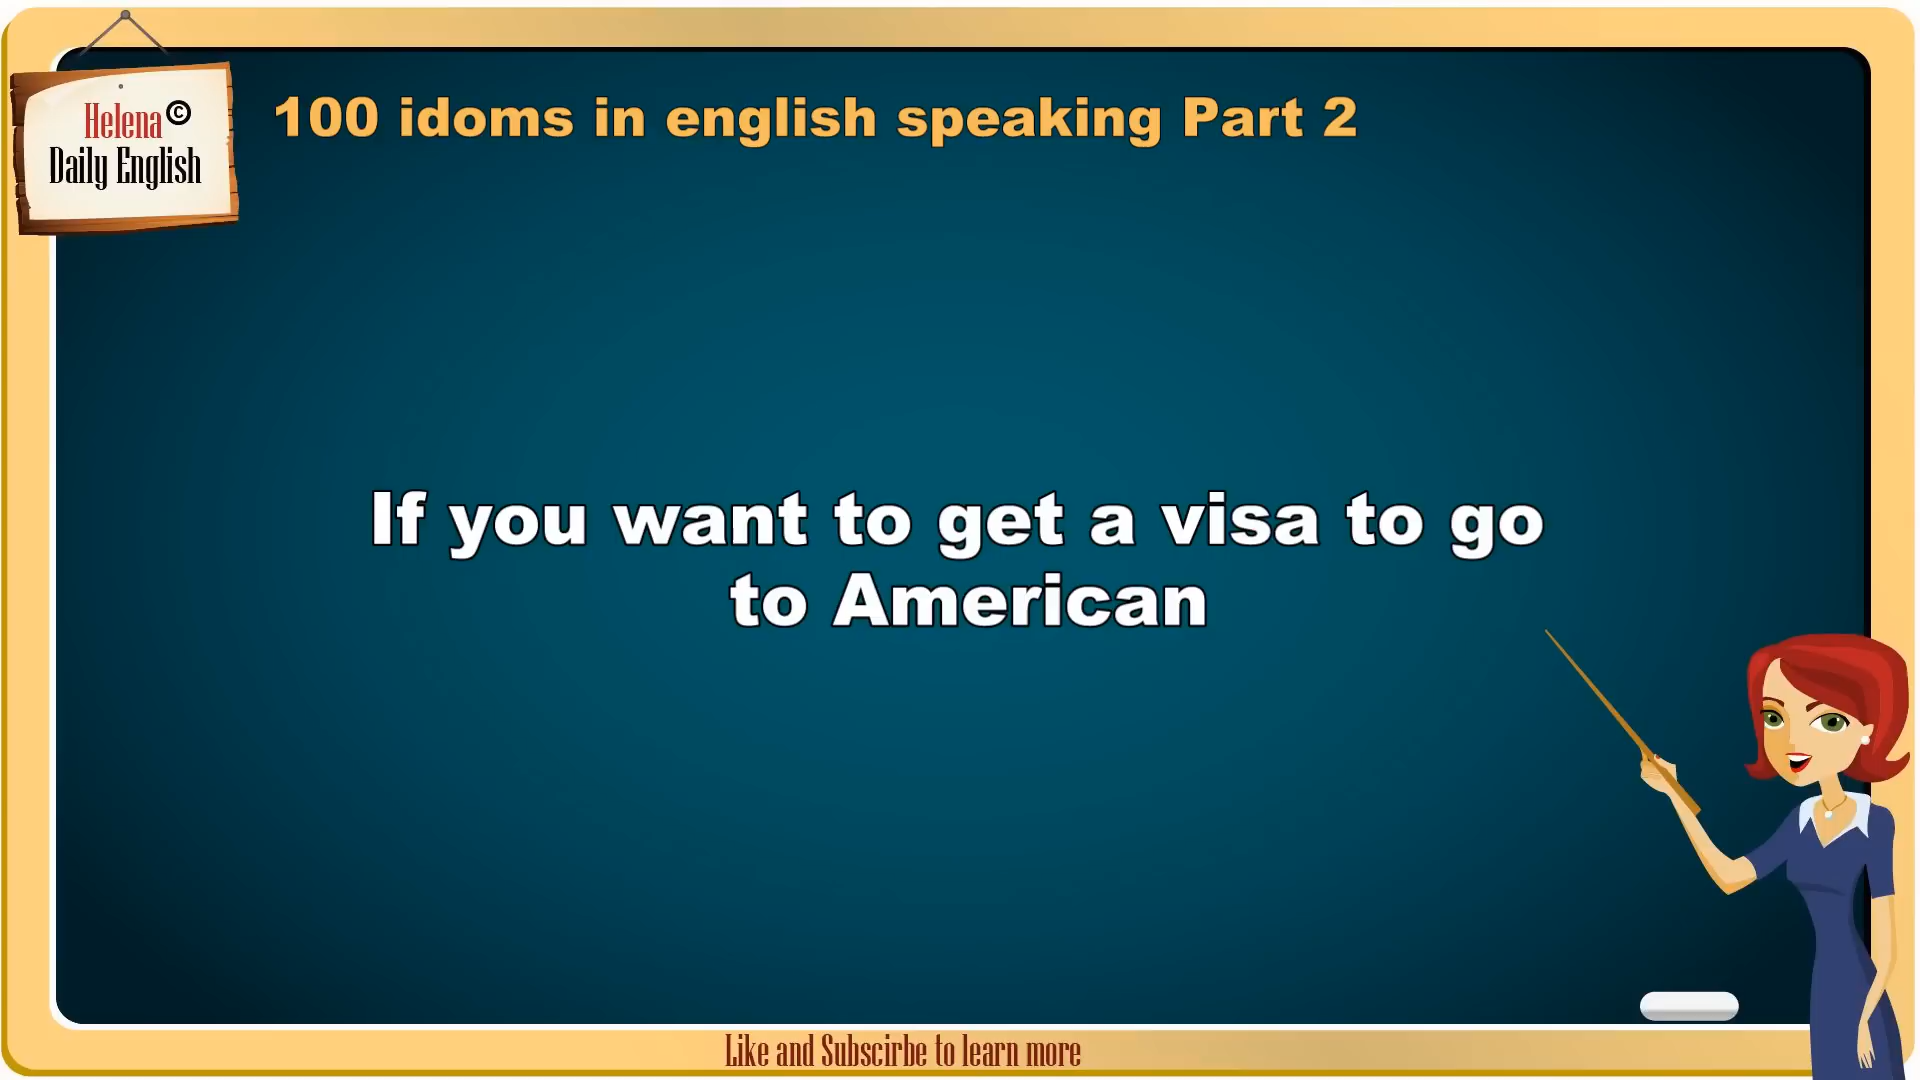 Helena ©
Daily English
100 idoms in english speaking Part 2
If you want to get a visa to go
to American
Like and Subscirbe to learn more